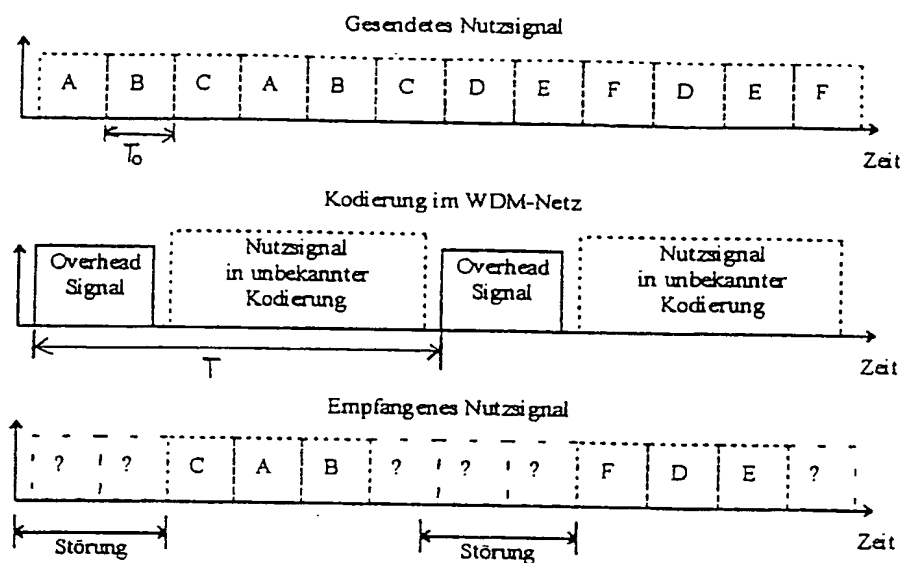 Gesendetes Nutzsignal
A B C A B C D E F D E F
T₀
Zeit
Kodierung im WDM-Netz
Overhead Signal
Nutzsignal in unbekannter Kodierung
Overhead Signal
Nutzsignal in unbekannter Kodierung
T
Zeit
Empfangenes Nutzsignal
? ? C A B ? ? ? F D E ?
Störung
Störung
Zeit